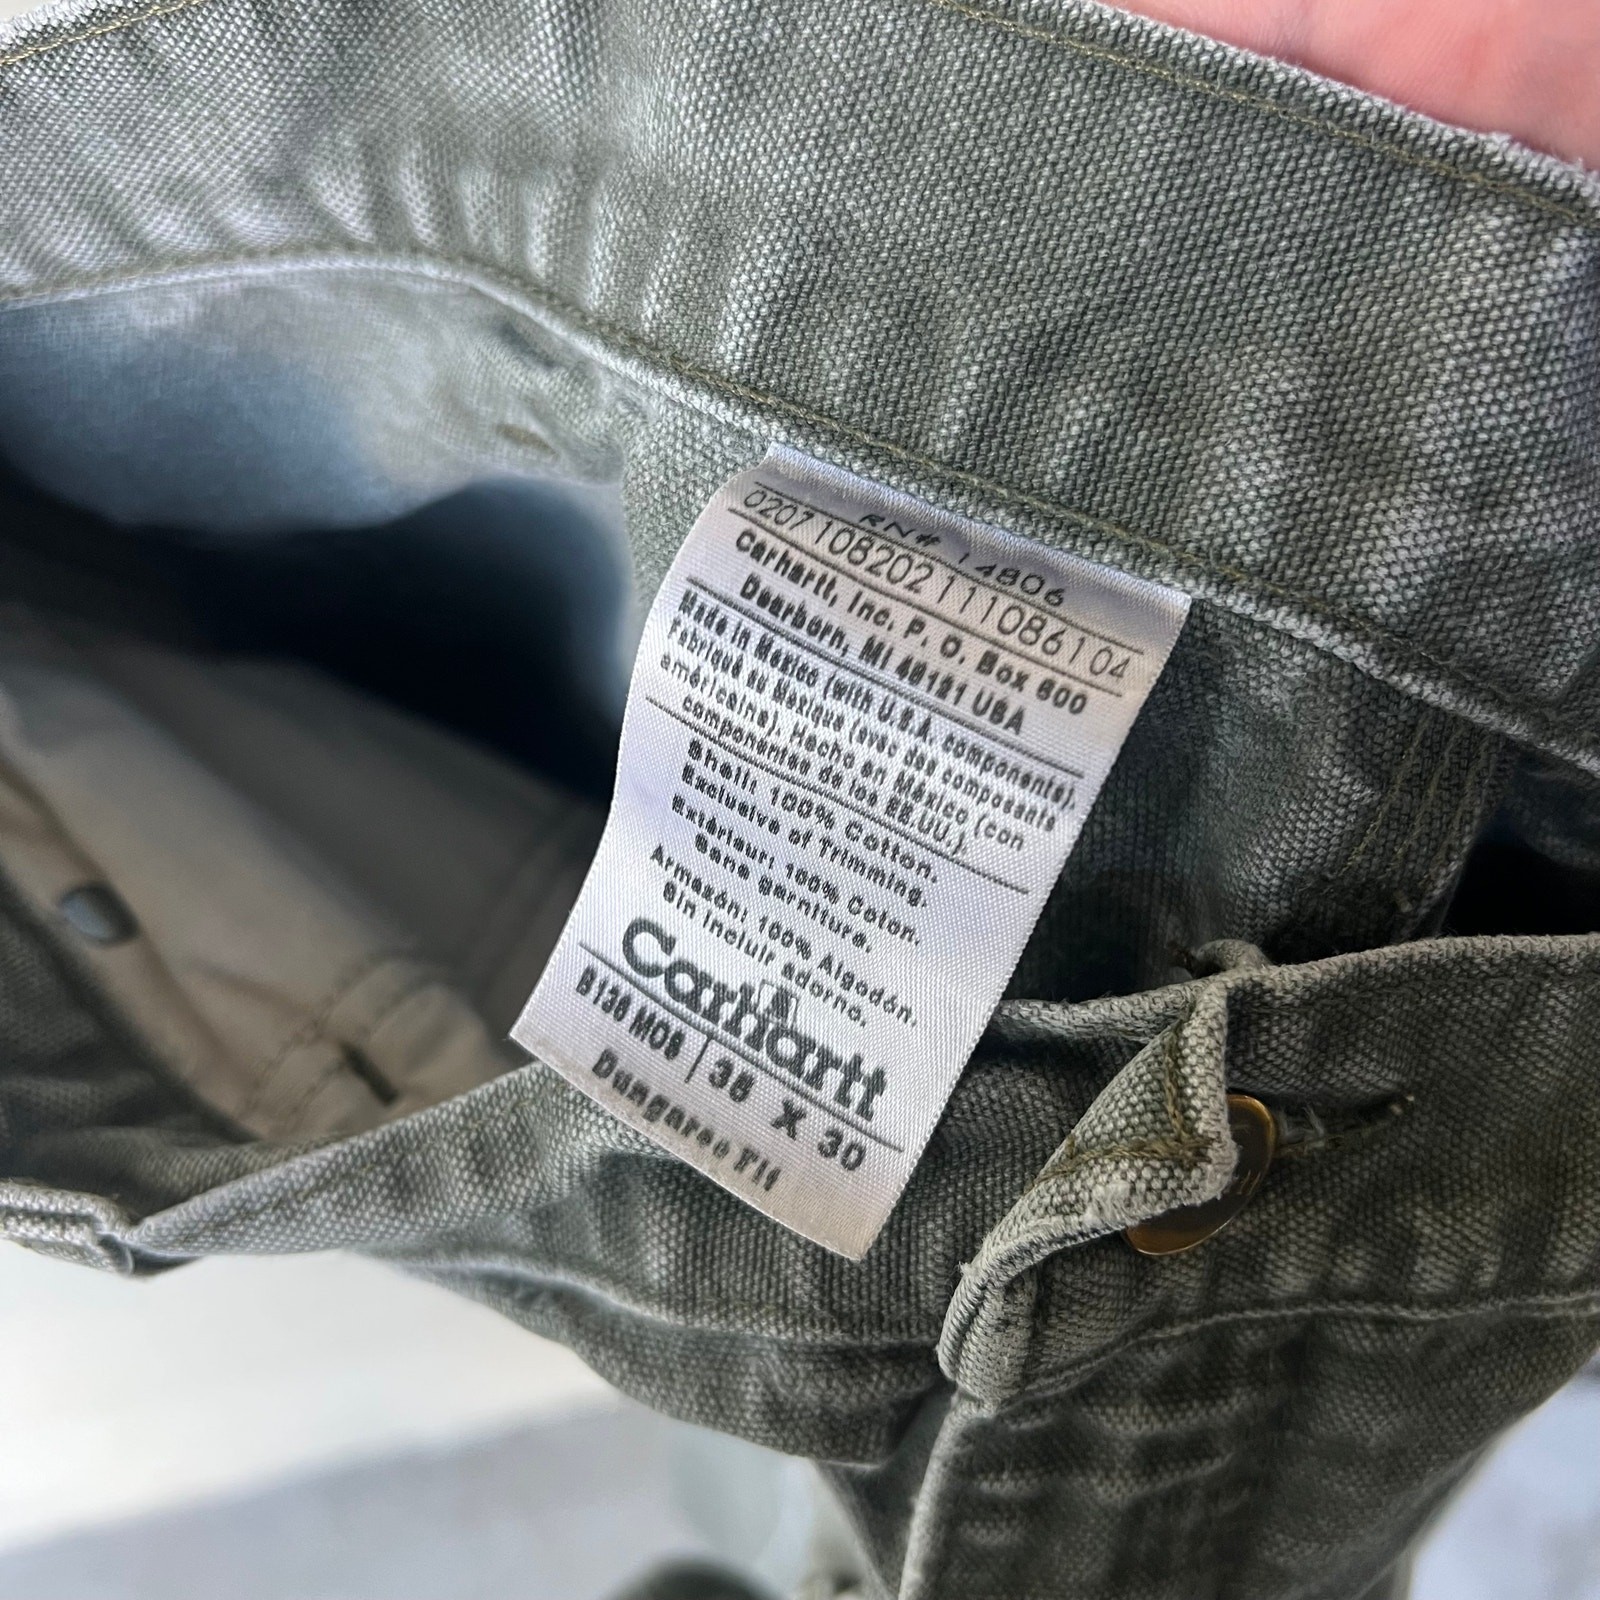 RN# 14806
0207108202111086104
Carhartt, Inc. P. O. Box 600
Dearborn, MI 48121 USA
Made in Mexico (with U.S.A. components).
Fabriqué au Mexique (avec des composants
américains). Hecho en México (con
componentes de los EE.UU.).
Shell: 100% Cotton.
Exclusive of Trimming.
Extérieur: 100% Coton.
Sans garniture.
Armazón: 100% Algodón.
Sin incluir adorno.
Carhartt
B136 MOS | 36 X 30
Dungaree Fit